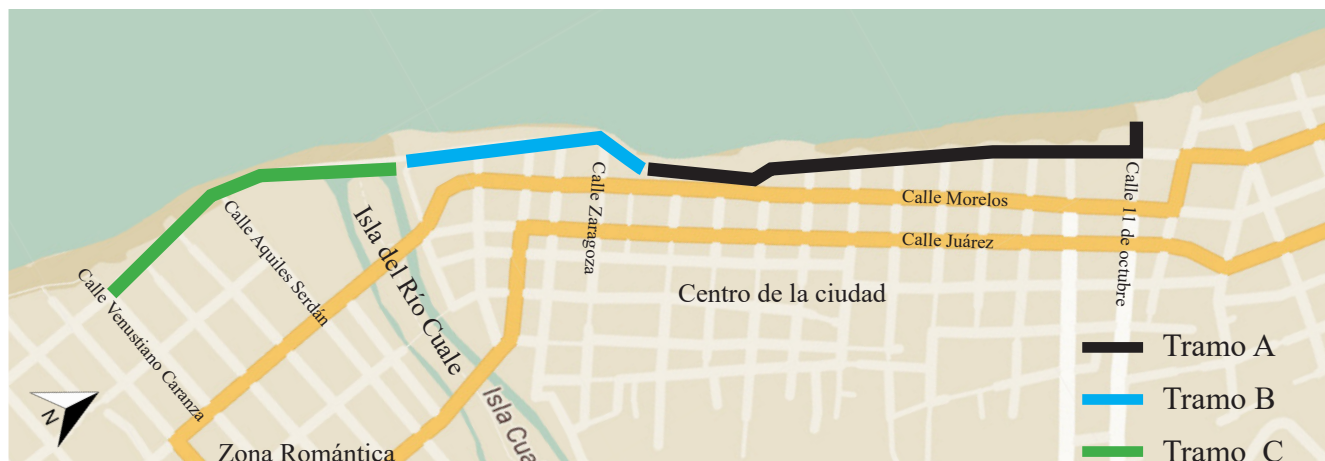 Calle Zaragoza
Calle Morelos
Calle 11 de octubre
Calle Aquiles Serdán
Isla del Río Cuale
Calle Juárez
Calle Venustiano Caranza
Centro de la ciudad
Tramo A
Tramo B
Isla Cua
N
Zona Romántica
Tramo C